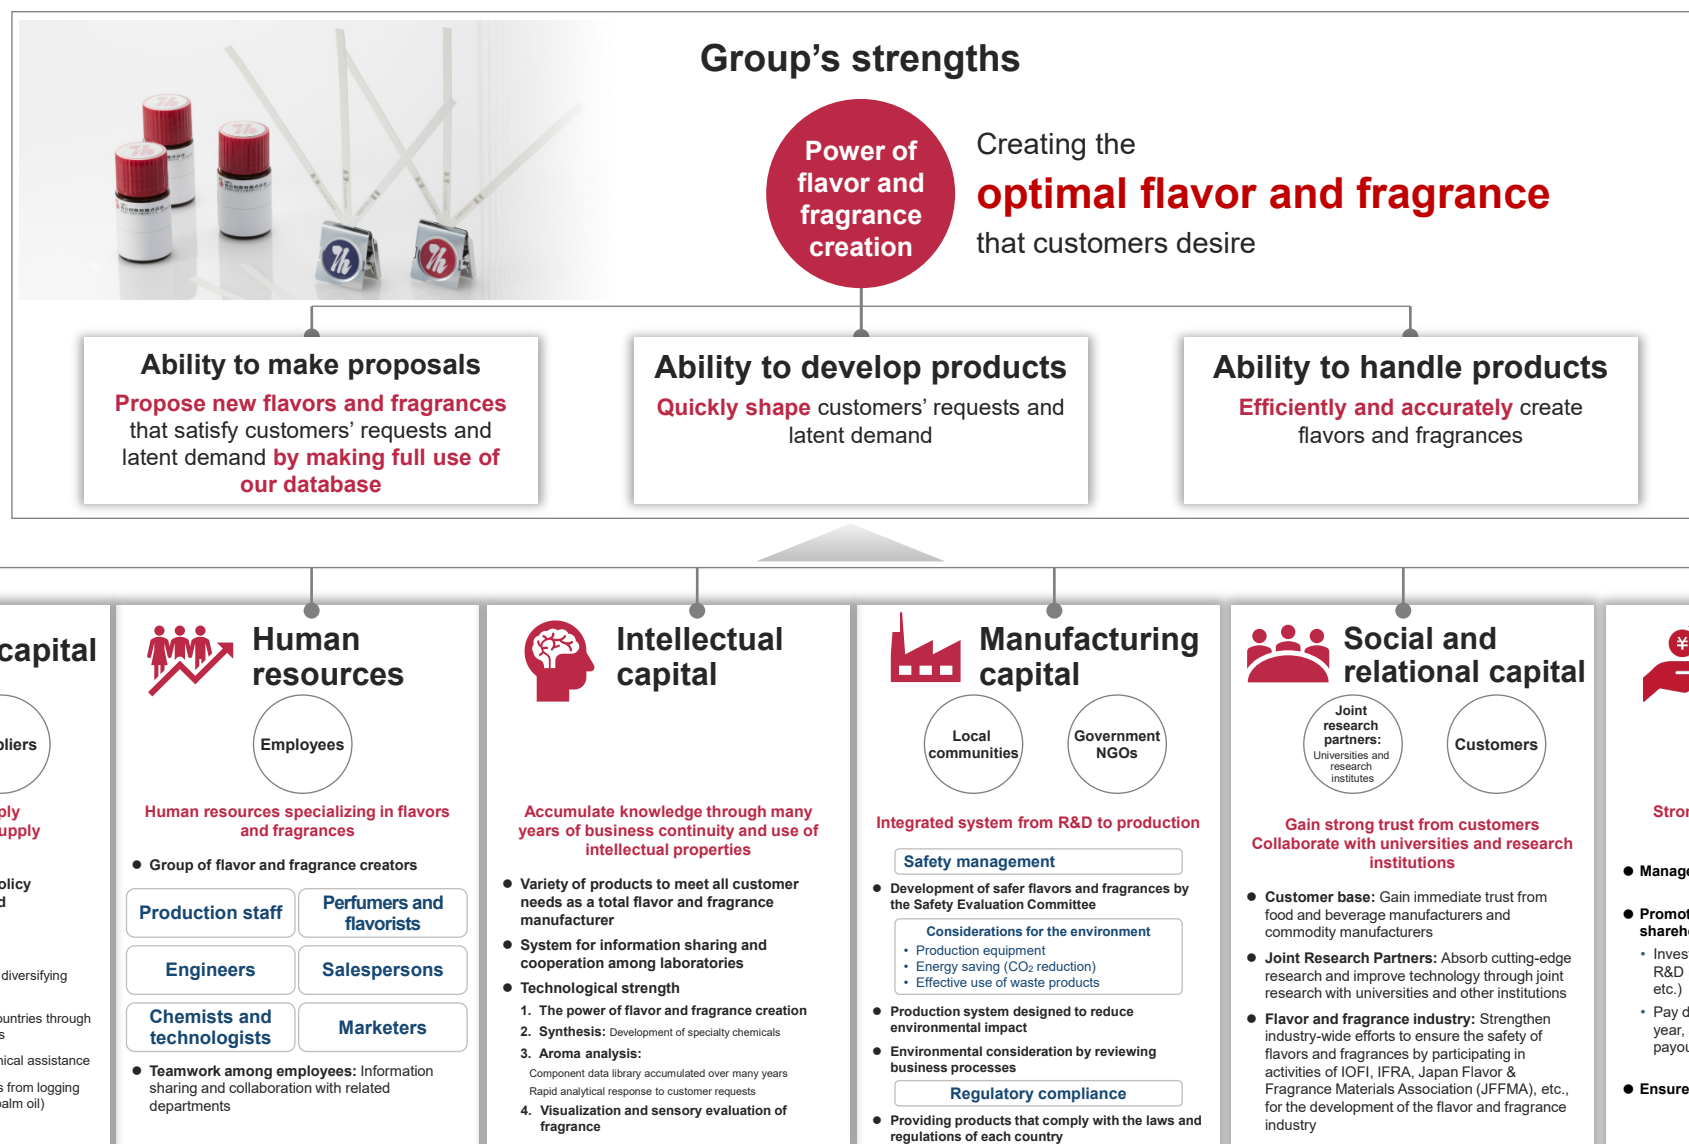 Group's strengths
Power of
flavor and
fragrance
creation
Creating the
optimal flavor and fragrance
that customers desire
Ability to make proposals
Propose new flavors and fragrances
that satisfy customers' requests and
latent demand by making full use of
our database
Ability to develop products
Quickly shape customers' requests and
latent demand
Ability to handle products
Efficiently and accurately create
flavors and fragrances
capital
diversifying
Human
resources
Employees
Human resources specializing in flavors
and fragrances
● Group of flavor and fragrance creators
Production staff
Perfumers and
flavorists
Engineers
Salespersons
Chemists and
technologists
Marketers
● Teamwork among employees: Information
sharing and collaboration with related
departments
Intellectual
capital
Accumulate knowledge through many
years of business continuity and use of
intellectual properties
● Variety of products to meet all customer
needs as a total flavor and fragrance
manufacturer
● System for information sharing and
cooperation among laboratories
● Technological strength
1. The power of flavor and fragrance creation
2. Synthesis: Development of specialty chemicals
3. Aroma analysis:
Component data library accumulated over many years
Rapid analytical response to customer requests
4. Visualization and sensory evaluation of
fragrance
Manufacturing
capital
Local
communities
Government
NGOs
Integrated system from R&D to production
Safety management
● Development of safer flavors and fragrances by
the Safety Evaluation Committee
Considerations for the environment
• Production equipment
• Energy saving (CO₂ reduction)
• Effective use of waste products
● Production system designed to reduce
environmental impact
● Environmental consideration by reviewing
business processes
Regulatory compliance
● Providing products that comply with the laws and
regulations of each country
Social and
relational capital
Joint
research
partners:
Universities and
research
institutes
Customers
Gain strong trust from customers
Collaborate with universities and research
institutions
● Customer base: Gain immediate trust from
food and beverage manufacturers and
commodity manufacturers
● Joint Research Partners: Absorb cutting-edge
research and improve technology through joint
research with universities and other institutions
● Flavor and fragrance industry: Strengthen
industry-wide efforts to ensure the safety of
flavors and fragrances by participating in
activities of IOFI, IFRA, Japan Flavor &
Fragrance Materials Association (JFFMA), etc.,
for the development of the flavor and fragrance
industry
¥
R&D
etc.)
• Pay
year,
● Ensure